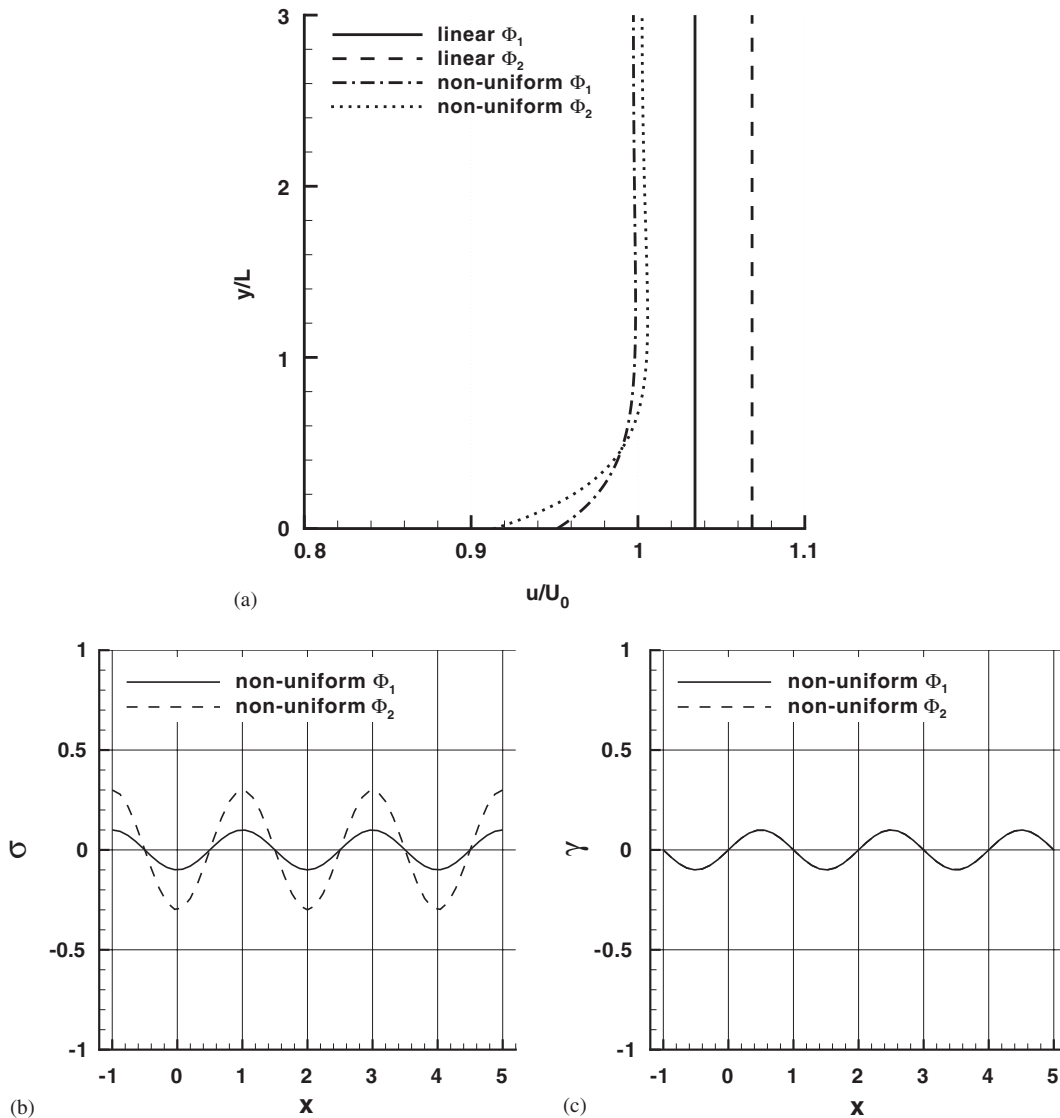 3
2
1
0
y/L
linear Φ1
linear Φ2
non-uniform Φ1
non-uniform Φ2
0.8 0.9 1 1.1
u/U0
(a)
1
0.5
0
-0.5
-1
σ
non-uniform Φ1
non-uniform Φ2
-1 0 1 2 3 4 5
x
(b)
1
0.5
0
-0.5
-1
γ
non-uniform Φ1
non-uniform Φ2
-1 0 1 2 3 4 5
x
(c)